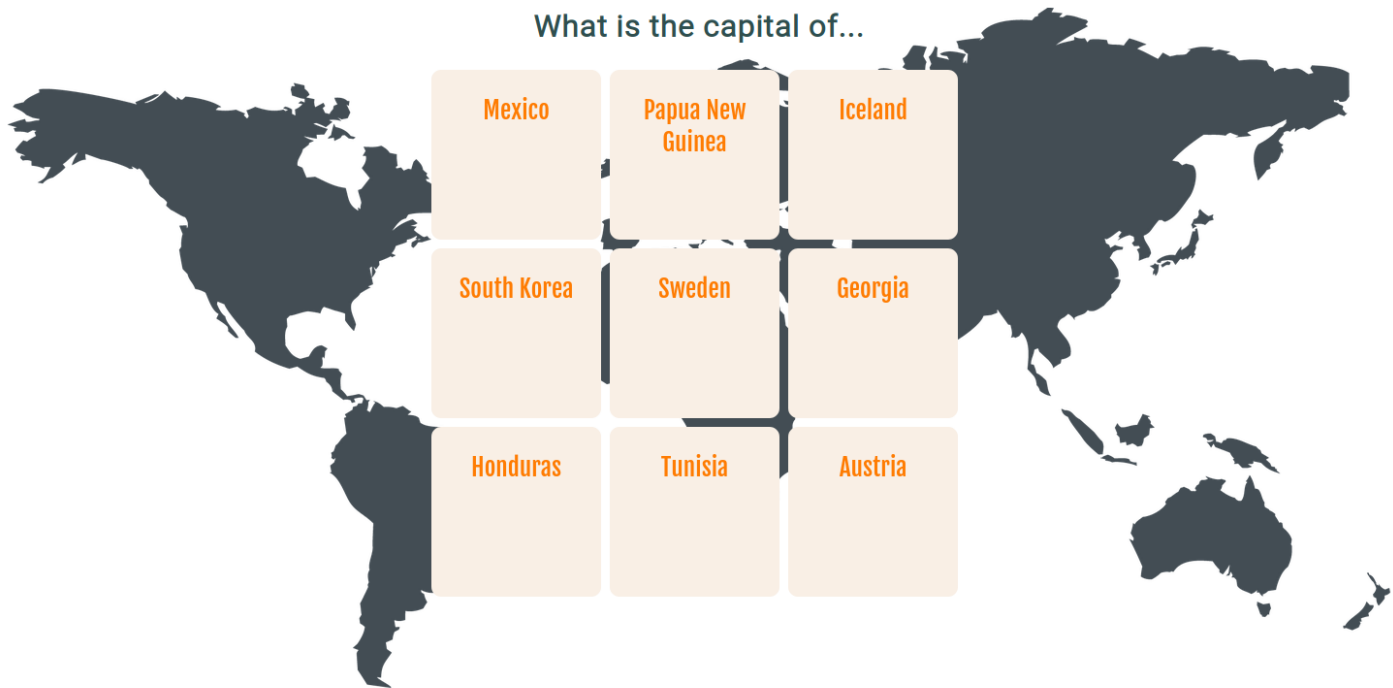 What is the capital of...
Mexico
Papua New
Guinea
Iceland
South Korea
Sweden
Georgia
Honduras
Tunisia
Austria